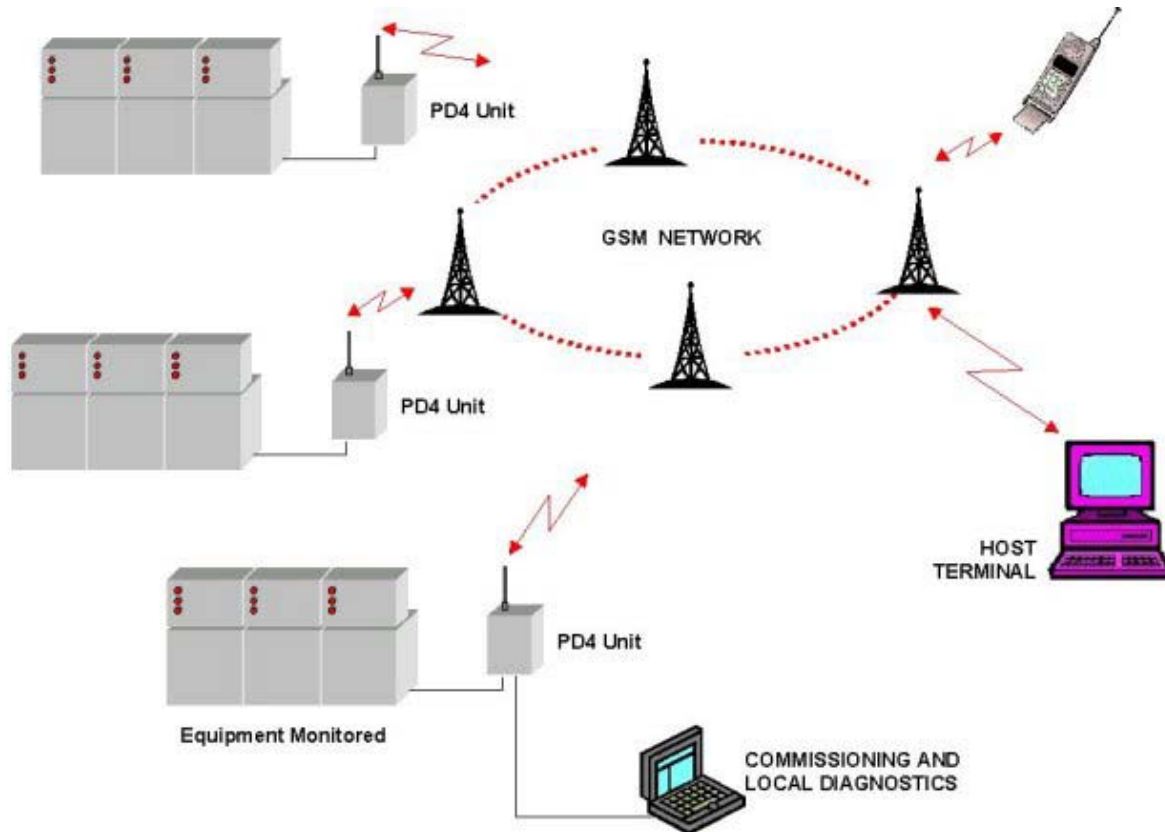 PD4 Unit
GSM NETWORK
PD4 Unit
HOST
TERMINAL
PD4 Unit
Equipment Monitored
COMMISSIONING AND
LOCAL DIAGNOSTICS